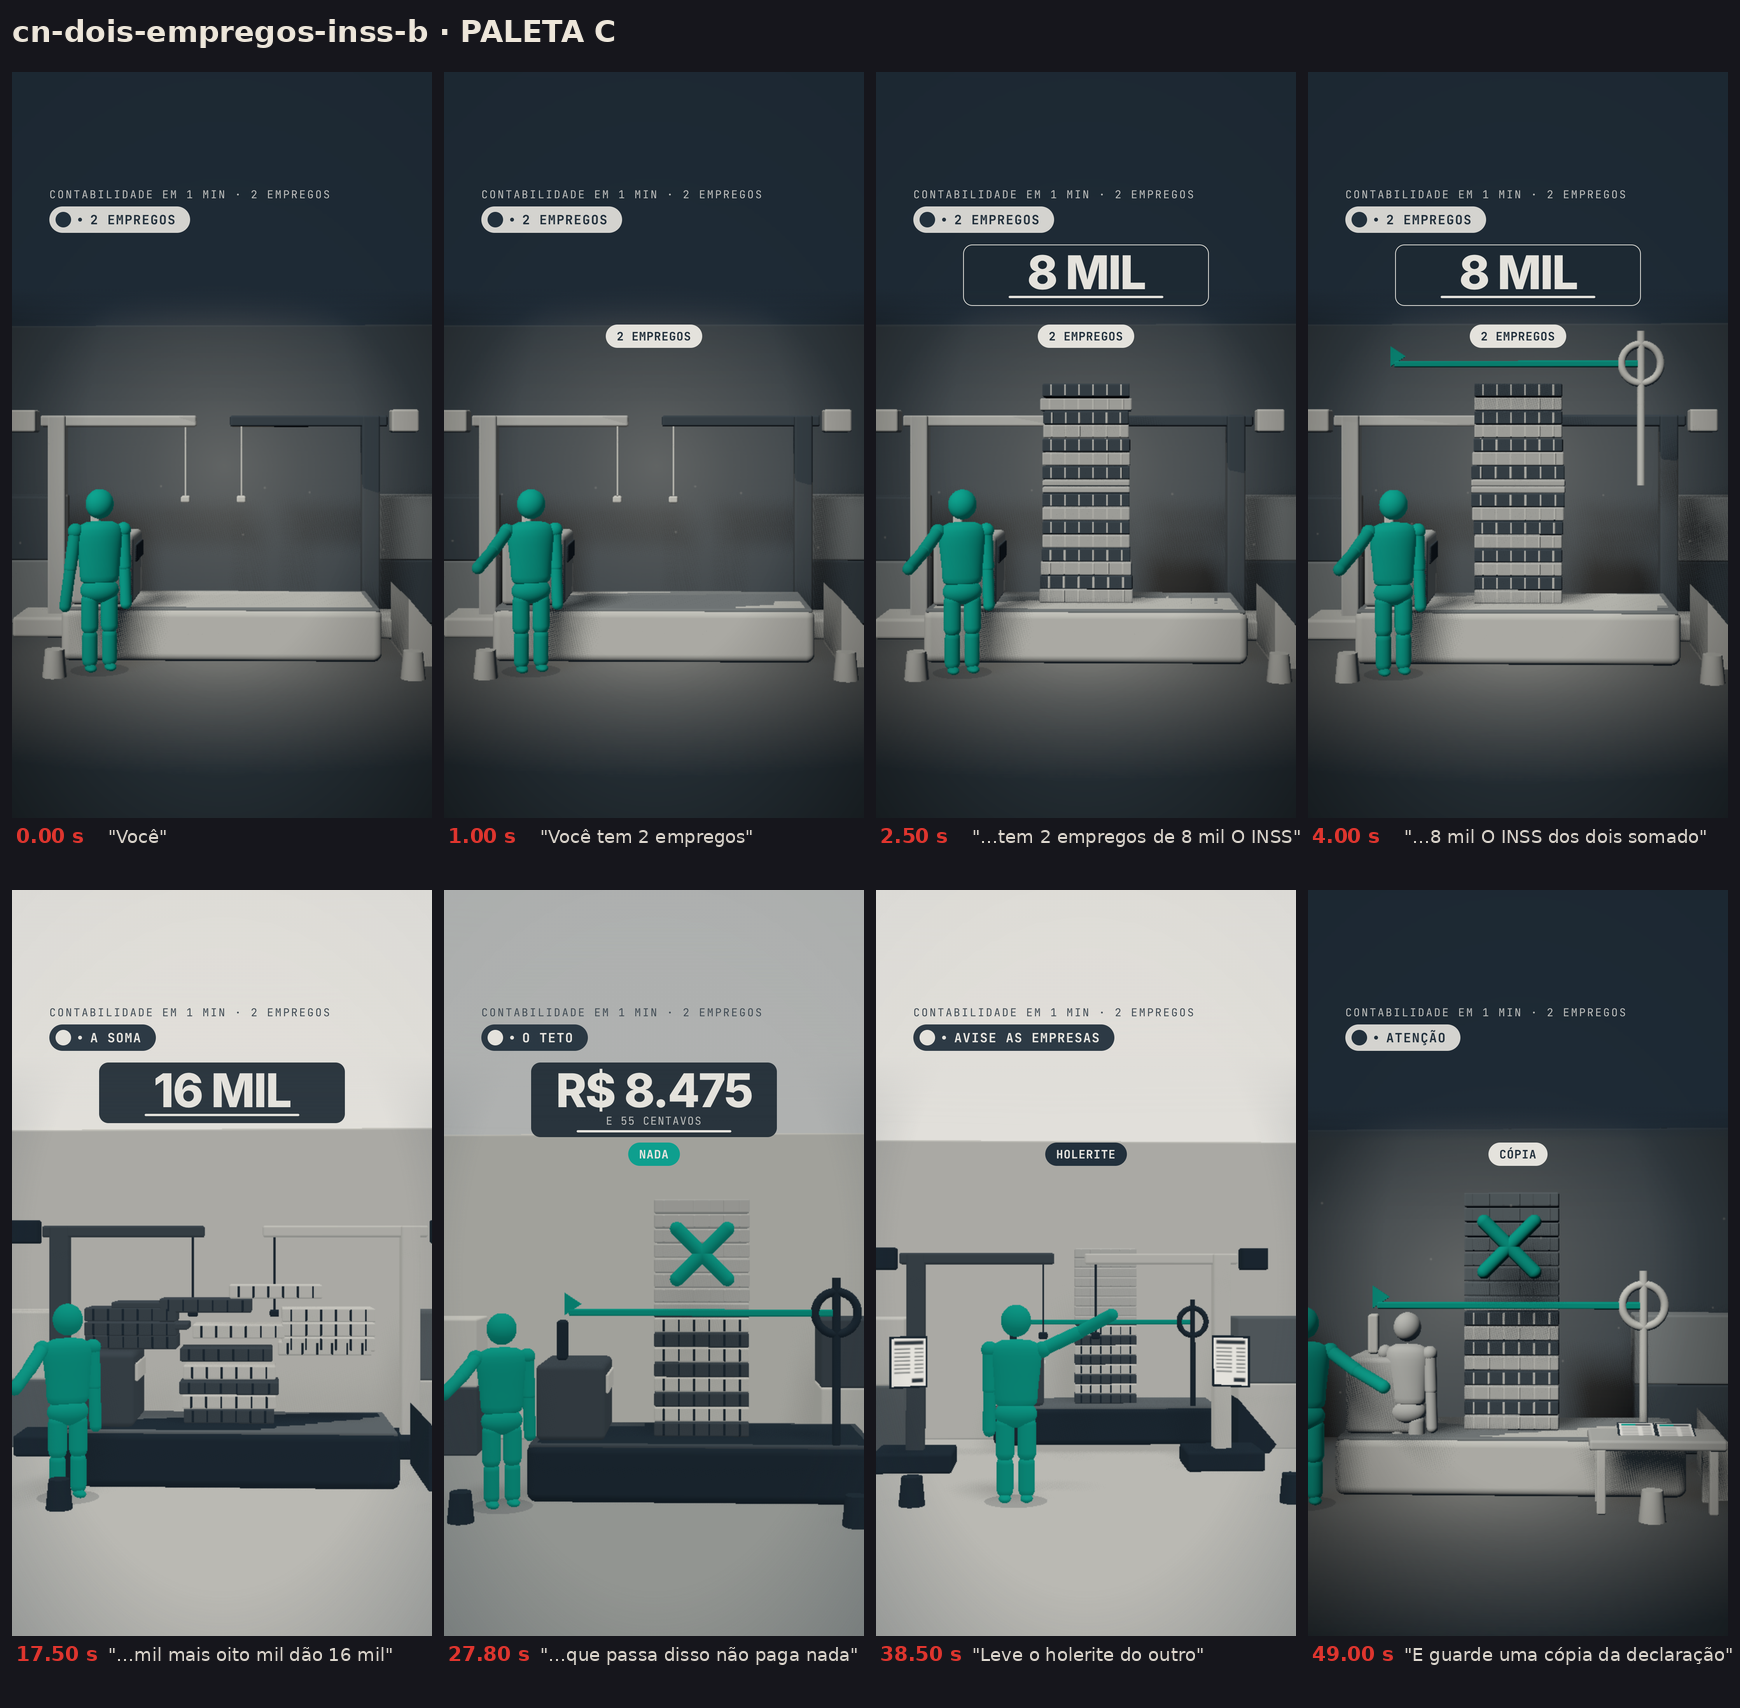 cn-dois-empregos-inss-b · PALETA C
CONTABILIDADE EM 1 MIN · 2 EMPREGOS
• 2 EMPREGOS
0.00 s "Você"
CONTABILIDADE EM 1 MIN · 2 EMPREGOS
• 2 EMPREGOS
2 EMPREGOS
1.00 s "Você tem 2 empregos"
CONTABILIDADE EM 1 MIN · 2 EMPREGOS
• 2 EMPREGOS
8 MIL
2 EMPREGOS
2.50 s "...tem 2 empregos de 8 mil O INSS"
CONTABILIDADE EM 1 MIN · 2 EMPREGOS
• 2 EMPREGOS
8 MIL
2 EMPREGOS
4.00 s "...8 mil O INSS dos dois somado"
CONTABILIDADE EM 1 MIN · 2 EMPREGOS
• A SOMA
16 MIL
17.50 s "...mil mais oito mil dão 16 mil"
CONTABILIDADE EM 1 MIN · 2 EMPREGOS
• O TETO
R$ 8.475
E 55 CENTAVOS
NADA
27.80 s "...que passa disso não paga nada"
CONTABILIDADE EM 1 MIN · 2 EMPREGOS
• AVISE AS EMPRESAS
HOLERITE
38.50 s "Leve o holerite do outro"
CONTABILIDADE EM 1 MIN · 2 EMPREGOS
• ATENÇÃO
CÓPIA
49.00 s "E guarde uma cópia da declaração"